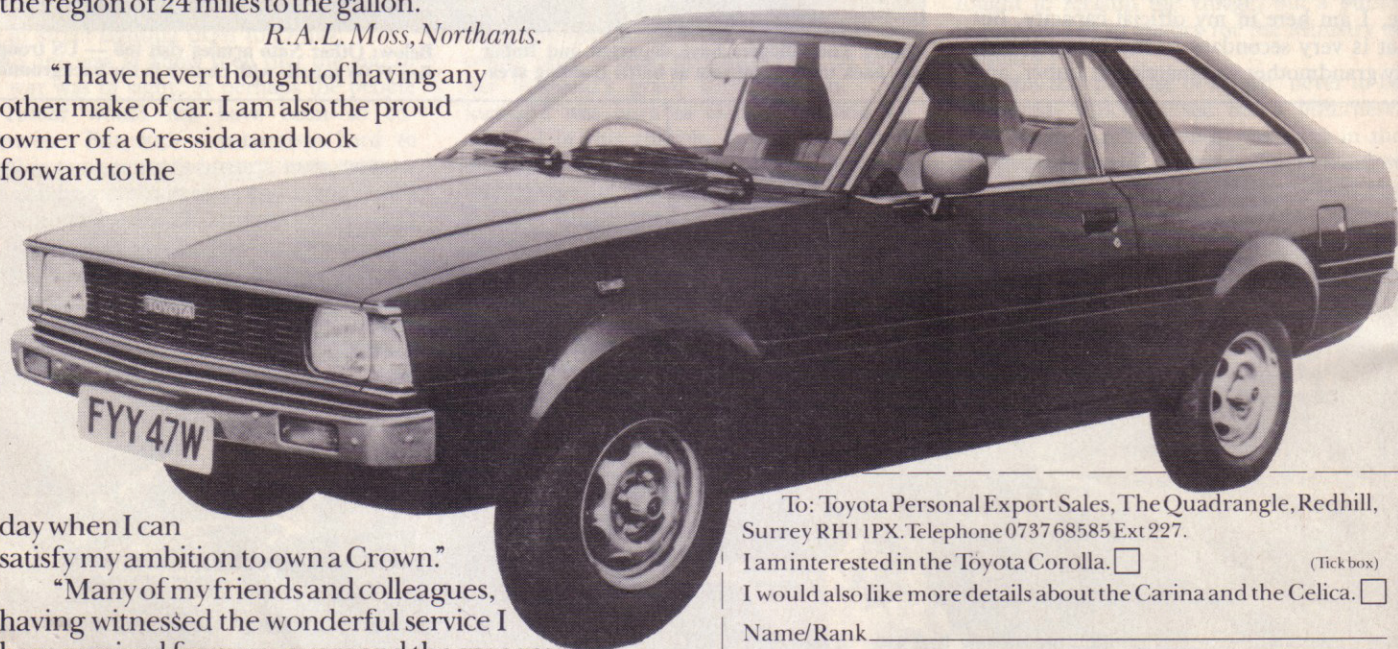 the region of 24 miles to the gallon.
R.A.L. Moss, Northants.
“I have never thought of having any
other make of car. I am also the proud
owner of a Cressida and look
forward to the
TOYOTA
FYY 47W
day when I can
satisfy my ambition to own a Crown.”
“Many of my friends and colleagues,
having witnessed the wonderful service I
To: Toyota Personal Export Sales, The Quadrangle, Redhill,
Surrey RH1 1PX. Telephone 0737 68585 Ext 227.
I am interested in the Toyota Corolla. (Tick box)
I would also like more details about the Carina and the Celica.
Name/Rank